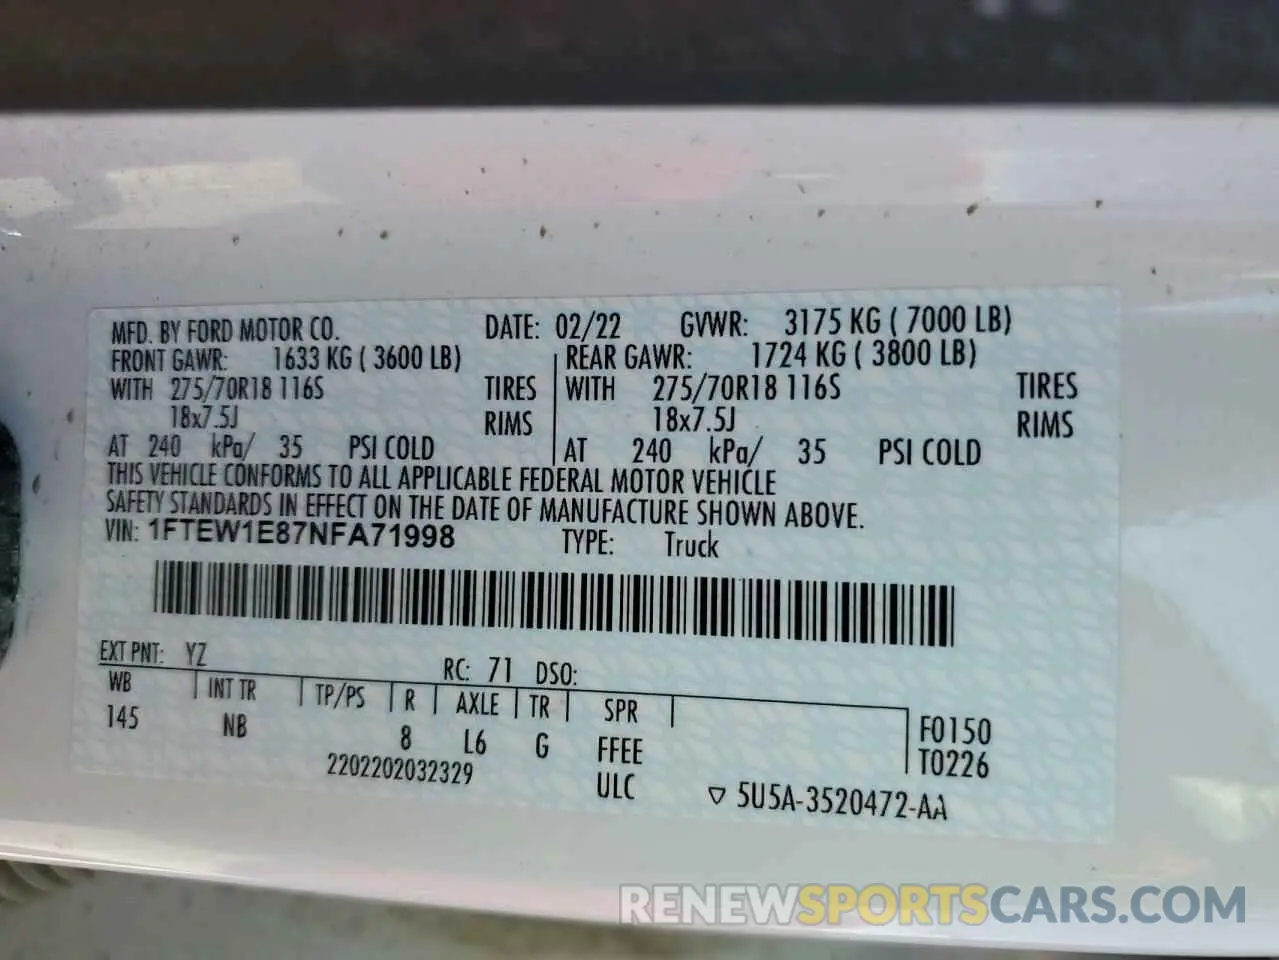 MFD. BY FORD MOTOR CO. DATE: 02/22 GVWR: 3175 KG ( 7000 LB)
FRONT GAWR: 1633 KG ( 3600 LB) REAR GAWR: 1724 KG ( 3800 LB)
WITH 275/70R18 116S TIRES WITH 275/70R18 116S TIRES
18x7.5J RIMS 18x7.5J RIMS
AT 240 kPa/ 35 PSI COLD AT 240 kPa/ 35 PSI COLD
THIS VEHICLE CONFORMS TO ALL APPLICABLE FEDERAL MOTOR VEHICLE
SAFETY STANDARDS IN EFFECT ON THE DATE OF MANUFACTURE SHOWN ABOVE.
VIN: 1FTEW1E87NFA71998 TYPE: Truck
EXT PNT: YZ RC: 71 DSO:
WB INT TR TP/PS R AXLE TR SPR
145 NB 8 L6 G FFEE F0150
T0226
2202202032329 ULC ▽ 5U5A-3520472-AA
RENEWSPORTSCARS.COM